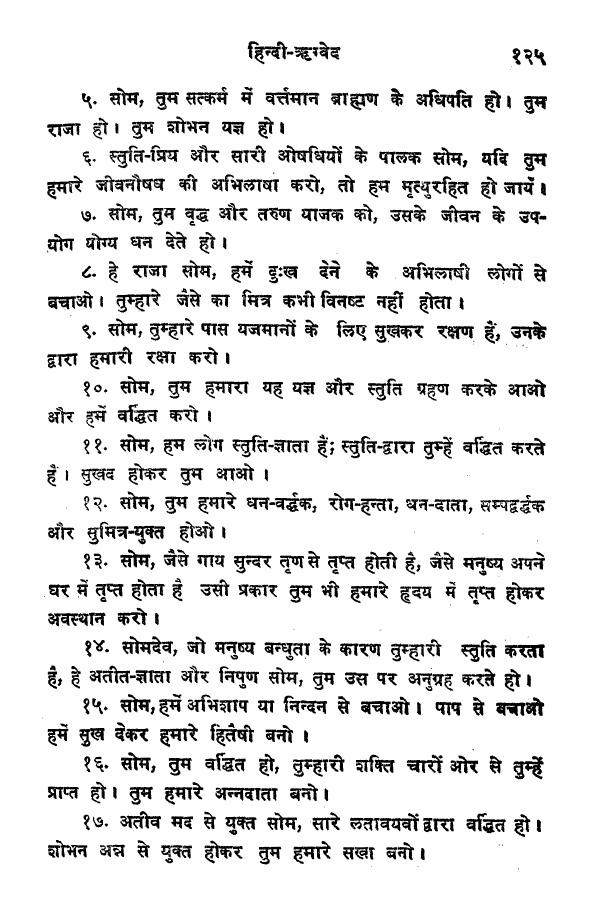 हिन्दी-ऋग्वेद १२५
५. सोम, तुम सत्कर्म में वर्त्तमान ब्राह्मण के अधिपति हो। तुम
राजा हो। तुम शोभन यज्ञ हो।
६. स्तुति-प्रिय और सारी ओषधियों के पालक सोम, यदि तुम
हमारे जीवनौषध की अभिलाषा करो, तो हम मृत्युरहित हो जायें।
७. सोम, तुम वृद्ध और तरुण याजक को, उसके जीवन के उप-
योग योग्य धन देते हो।
८. हे राजा सोम, हमें दुःख देने के अभिलाषी लोगों से
बचाओ। तुम्हारे जैसे का मित्र कभी विनष्ट नहीं होता।
९. सोम, तुम्हारे पास यजमानों के लिए सुखकर रक्षण हैं, उनके
द्वारा हमारी रक्षा करो।
१०. सोम, तुम हमारा यह यज्ञ और स्तुति ग्रहण करके आओ
और हमें वर्द्धित करो।
११. सोम, हम लोग स्तुति-ज्ञाता हैं; स्तुति-द्वारा तुम्हें वर्द्धित करते
हैं। सुखद होकर तुम आओ।
१२. सोम, तुम हमारे धन-वर्द्धक, रोग-हन्ता, धन-दाता, सम्पद्वर्द्धक
और सुमित्र-युक्त होओ।
१३. सोम, जैसे गाय सुन्दर तृण से तृप्त होती है, जैसे मनुष्य अपने
घर में तृप्त होता है उसी प्रकार तुम भी हमारे हृदय में तृप्त होकर
अवस्थान करो।
१४. सोमदेव, जो मनुष्य बन्धुता के कारण तुम्हारी स्तुति करता
है, हे अतीत-ज्ञाता और निपुण सोम, तुम उस पर अनुग्रह करते हो।
१५. सोम, हमें अभिशाप या निन्दन से बचाओ। पाप से बचाओ
हमें सुख देकर हमारे हितैषी बनो।
१६. सोम, तुम वर्द्धित हो, तुम्हारी शक्ति चारों ओर से तुम्हें
प्राप्त हो। तुम हमारे अन्नदाता बनो।
१७. अतीव मद से युक्त सोम, सारे लतावयवों द्वारा वर्द्धित हो।
शोभन अन्न से युक्त होकर तुम हमारे सखा बनो।